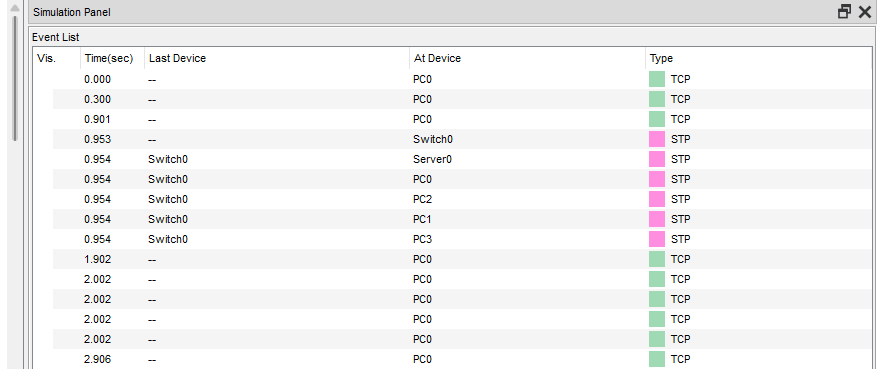 Simulation Panel
Event List
Vis. Time(sec) Last Device At Device Type
0.000 -- PC0 TCP
0.300 -- PC0 TCP
0.901 -- PC0 TCP
0.953 -- Switch0 STP
0.954 Switch0 Server0 STP
0.954 Switch0 PC0 STP
0.954 Switch0 PC2 STP
0.954 Switch0 PC1 STP
0.954 Switch0 PC3 STP
1.902 -- PC0 TCP
2.002 -- PC0 TCP
2.002 -- PC0 TCP
2.002 -- PC0 TCP
2.002 -- PC0 TCP
2.906 -- PC0 TCP